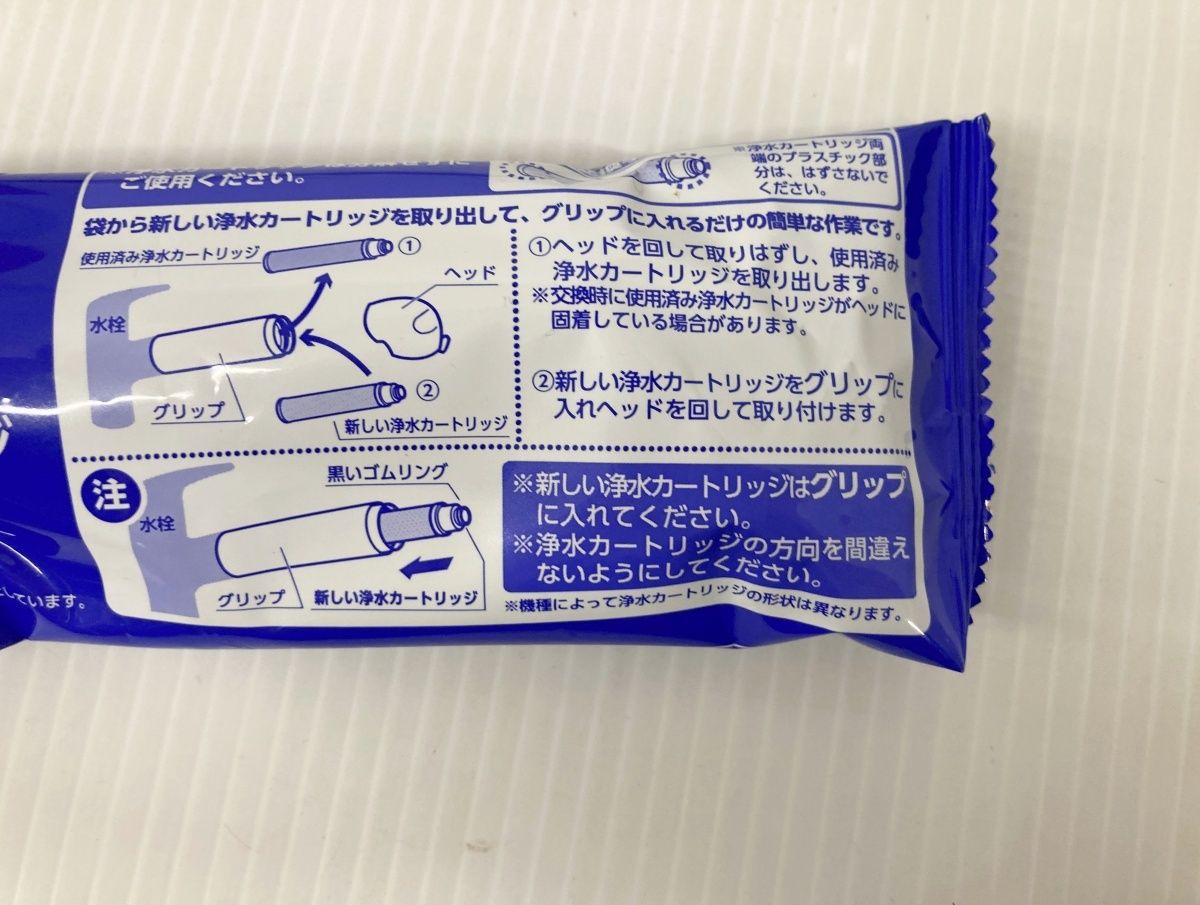 ご使用ください。
※浄水カートリッジ両
端のプラスチック部
分は、はずさないで
ください。
袋から新しい浄水カートリッジを取り出して、グリップに入れるだけの簡単な作業です。
使用済み浄水カートリッジ
①
ヘッド
水栓
グリップ
②
新しい浄水カートリッジ
①ヘッドを回して取りはずし、使用済み
浄水カートリッジを取り出します。
※交換時に使用済み浄水カートリッジがヘッドに
固着している場合があります。
②新しい浄水カートリッジをグリップに
入れヘッドを回して取り付けます。
注
水栓
黒いゴムリング
グリップ
新しい浄水カートリッジ
※新しい浄水カートリッジはグリップ
に入れてください。
※浄水カートリッジの方向を間違え
ないようにしてください。
※機種によって浄水カートリッジの形状は異なります。
しています。